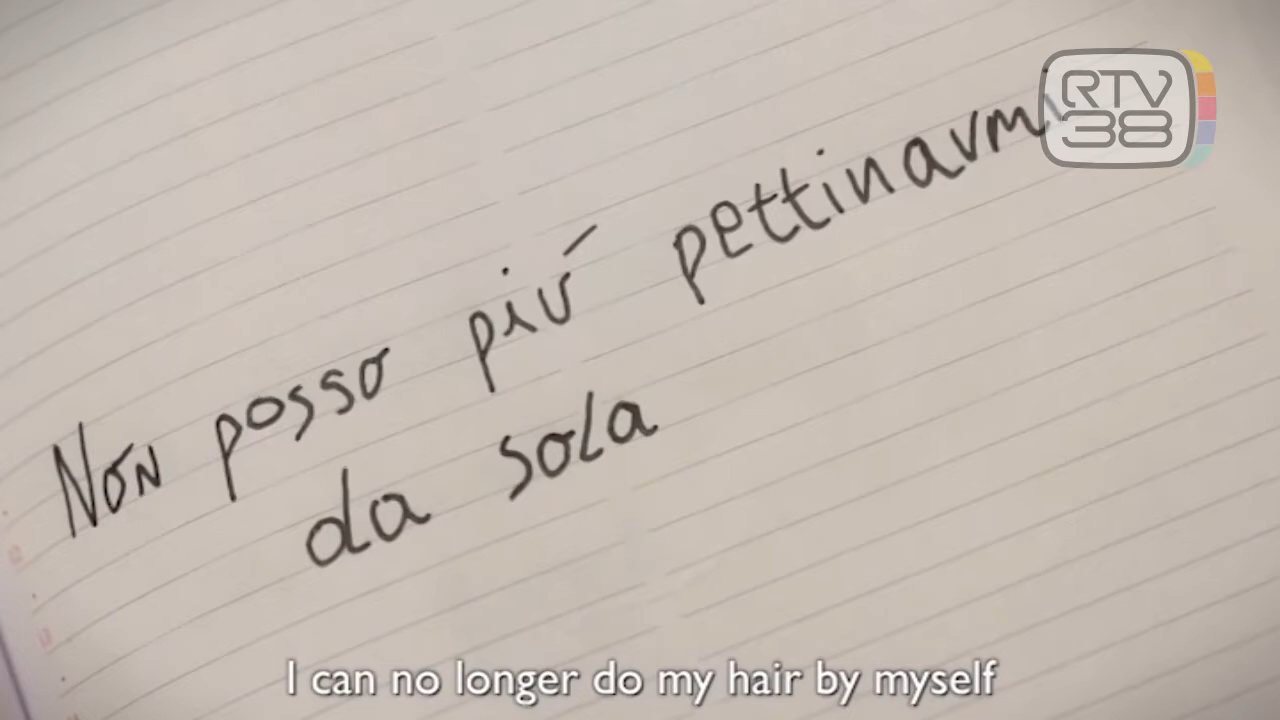 RTV
38
Non posso piú pettinarmi
da sola
I can no longer do my hair by myself